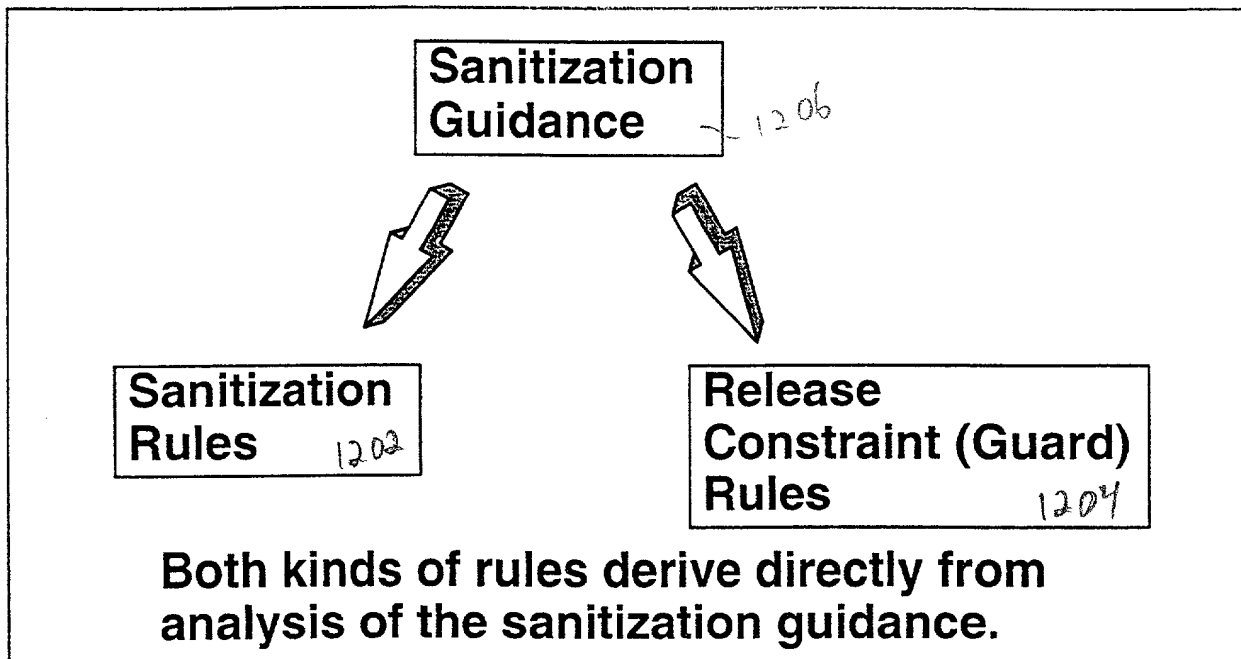 Sanitization
Guidance 1206
Sanitization
Rules 1202
Release
Constraint (Guard)
Rules 1204
Both kinds of rules derive directly from
analysis of the sanitization guidance.